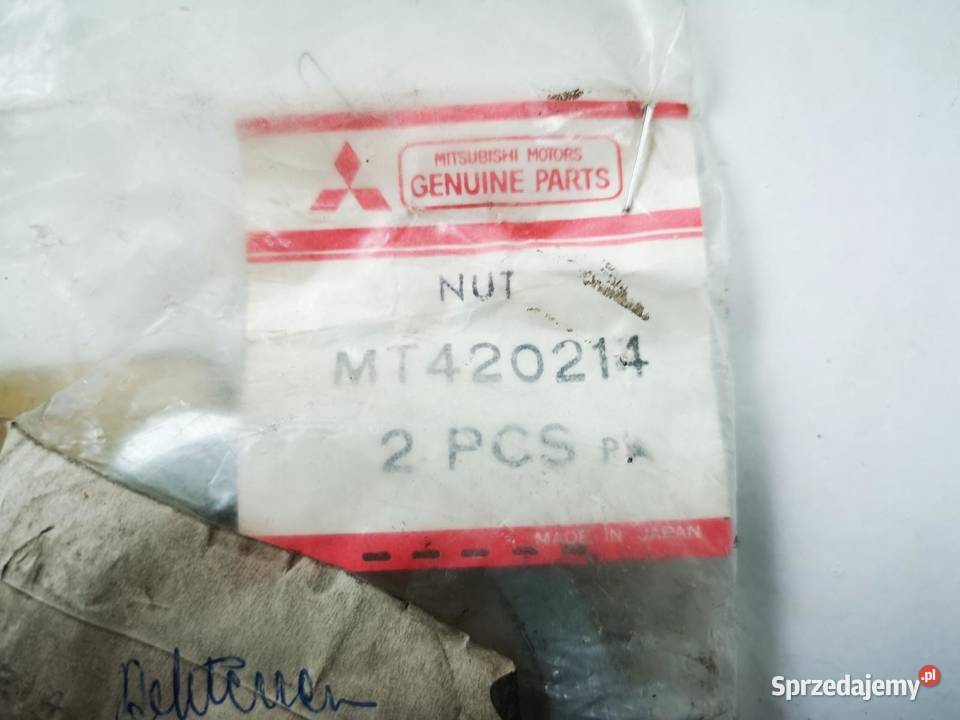 MITSUBISHI MOTORS
GENUINE PARTS
NUT
MT420214
2 PCS
MADE IN JAPAN
Sprzedajemy.pl